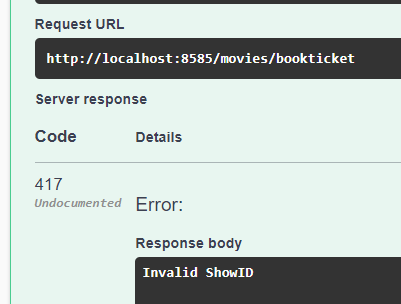 Request URL
http://localhost:8585/movies/bookticket
Server response
Code Details
417
Undocumented
Error:
Response body
Invalid ShowID